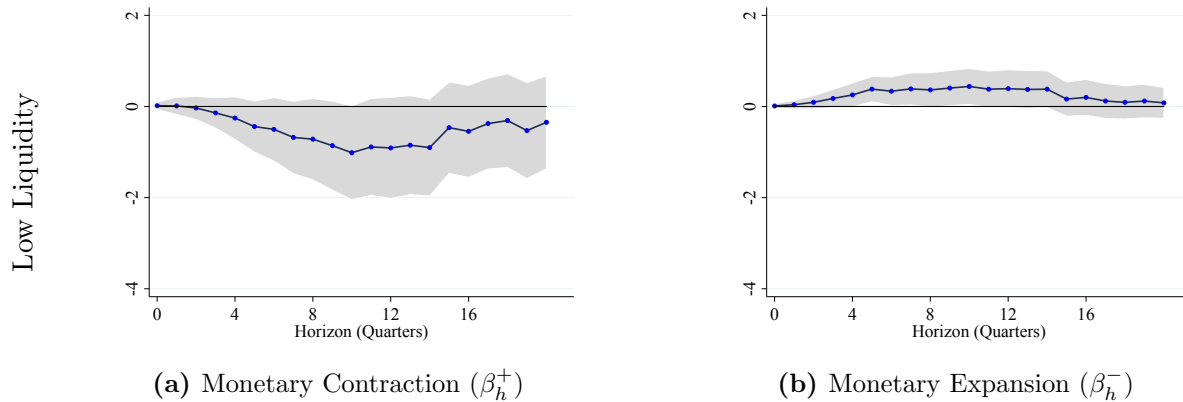 Low Liquidity
2
0
-2
-4
0 4 8 12 16
Horizon (Quarters)
(a) Monetary Contraction (β_h^+)
2
0
-2
-4
0 4 8 12 16
Horizon (Quarters)
(b) Monetary Expansion (β_h^-)